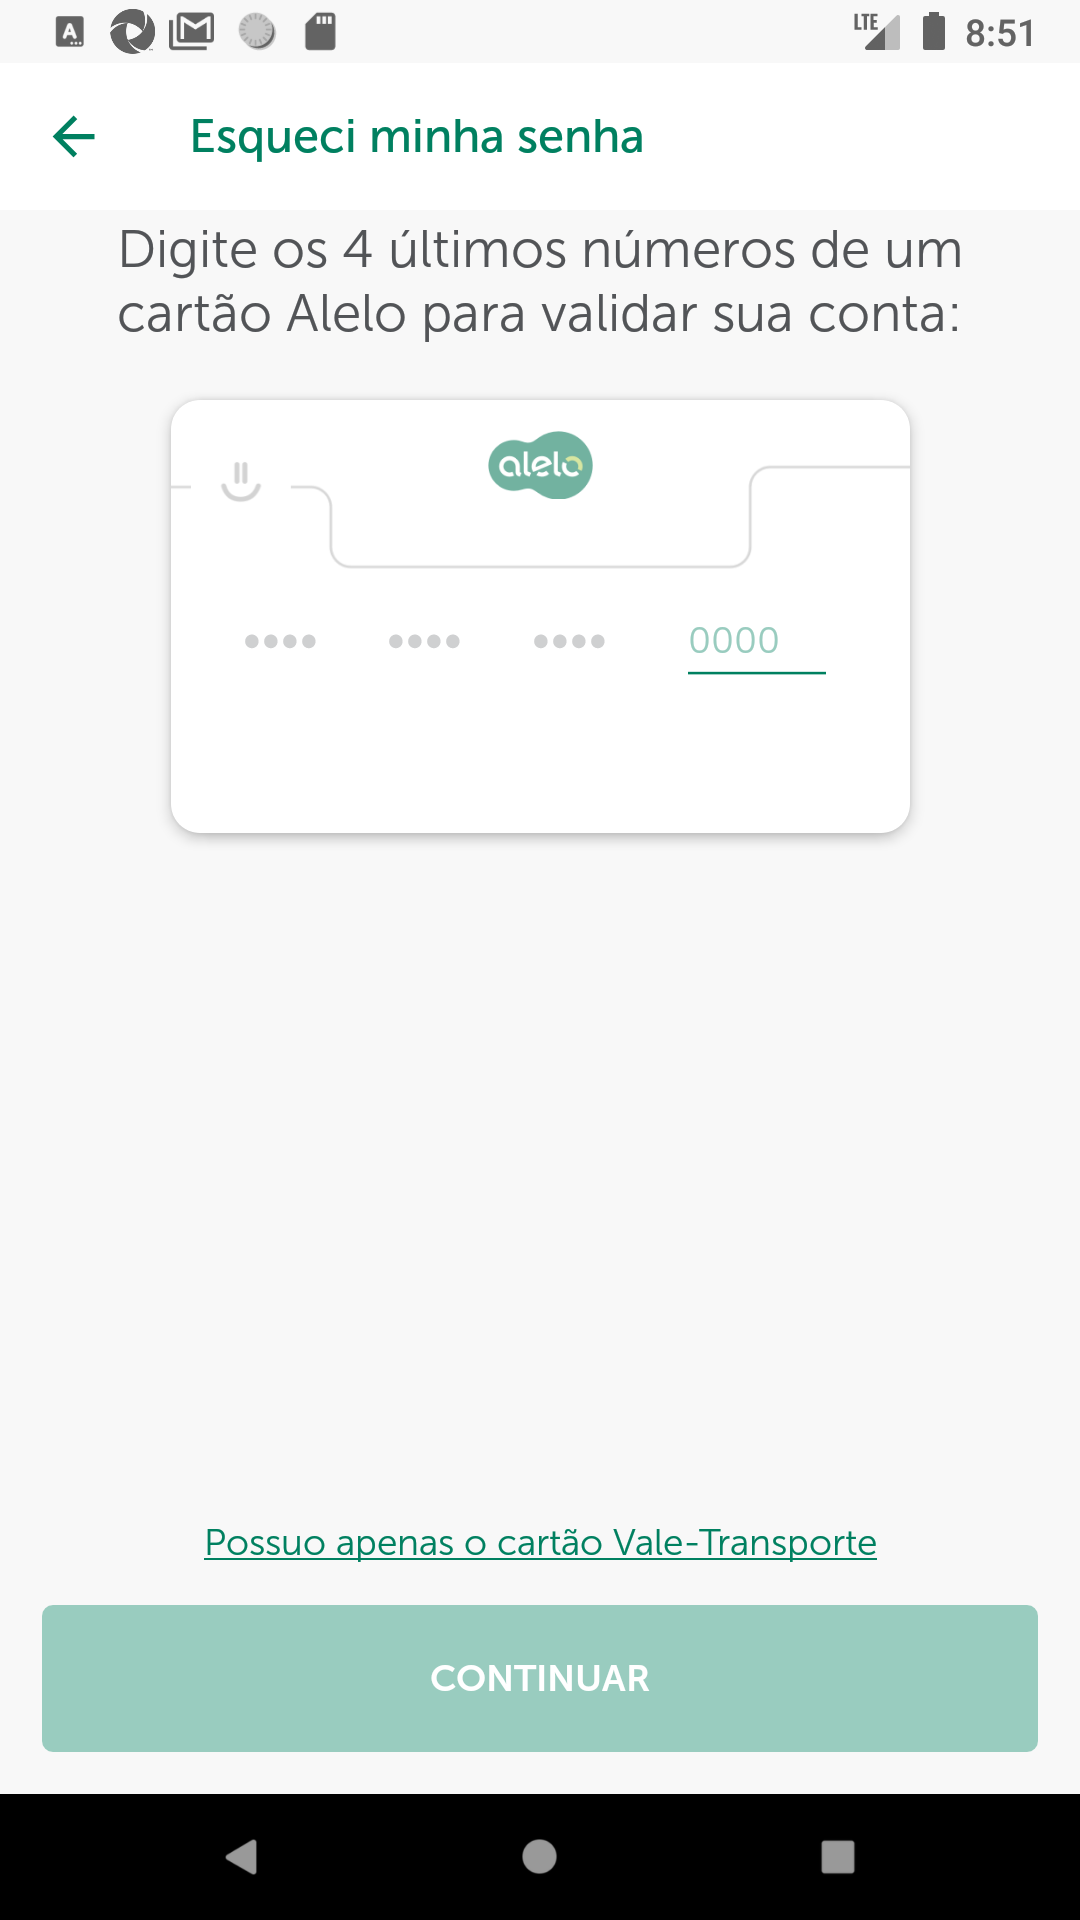 LTE 8:51
Esqueci minha senha
Digite os 4 últimos números de um
cartão Alelo para validar sua conta:
alelo
•••• •••• •••• 0000
Possuo apenas o cartão Vale-Transporte
CONTINUAR